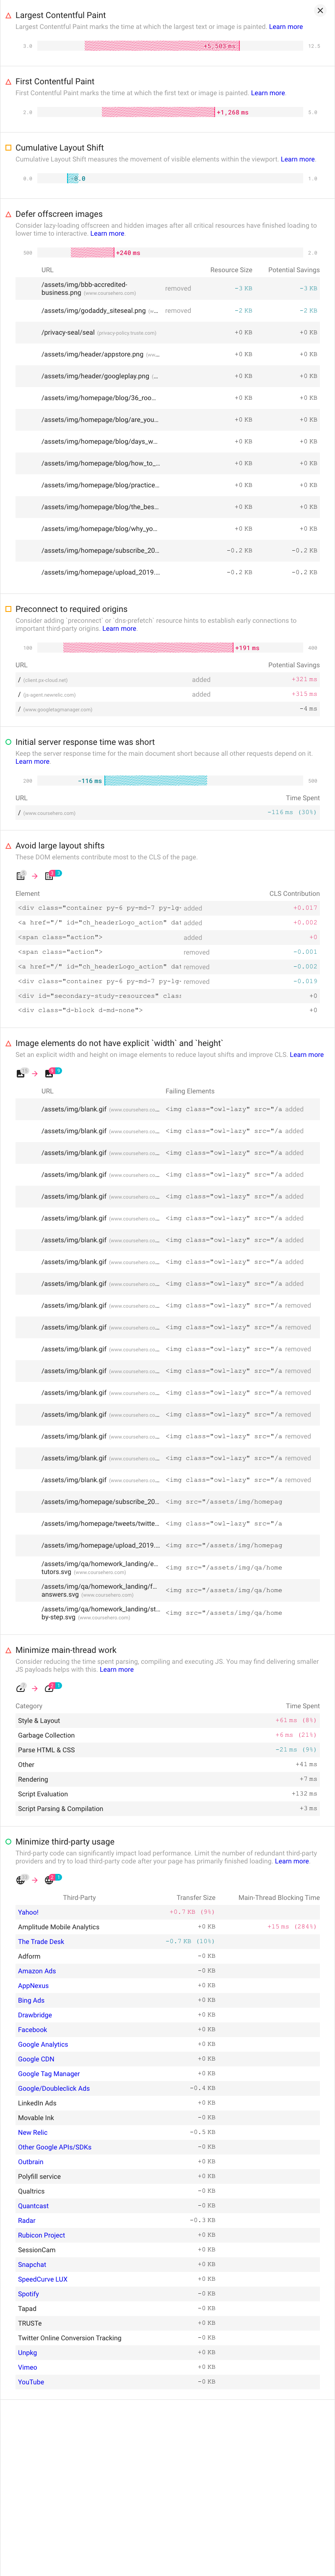 Largest Contentful Paint
Largest Contentful Paint marks the time at which the largest text or image is painted. Learn more
3.0 +5,503 ms 12.5
First Contentful Paint
First Contentful Paint marks the time at which the first text or image is painted. Learn more.
2.0 +1,268 ms 5.0
Cumulative Layout Shift
Cumulative Layout Shift measures the movement of visible elements within the viewport. Learn more.
0.0 -0.0 1.0
Defer offscreen images
Consider lazy-loading offscreen and hidden images after all critical resources have finished loading to
lower time to interactive. Learn more.
500 +240 ms 2.0
URL Resource Size Potential Savings
/assets/img/bbb-accredited-
business.png (www.coursehero.com) removed -3 KB -3 KB
/assets/img/godaddy_siteseal.png (w... removed -2 KB -2 KB
/privacy-seal/seal (privacy-policy.truste.com) +0 KB +0 KB
/assets/img/header/appstore.png (ww... +0 KB +0 KB
/assets/img/header/googleplay.png (... +0 KB +0 KB
/assets/img/homepage/blog/36_roo... +0 KB +0 KB
/assets/img/homepage/blog/are_you... +0 KB +0 KB
/assets/img/homepage/blog/days_w... +0 KB +0 KB
/assets/img/homepage/blog/how_to_... +0 KB +0 KB
/assets/img/homepage/blog/practice... +0 KB +0 KB
/assets/img/homepage/blog/the_bes... +0 KB +0 KB
/assets/img/homepage/blog/why_yo... +0 KB +0 KB
/assets/img/homepage/subscribe_20... -0.2 KB -0.2 KB
/assets/img/homepage/upload_2019.... -0.2 KB -0.2 KB
Preconnect to required origins
Consider adding `preconnect` or `dns-prefetch` resource hints to establish early connections to
important third-party origins. Learn more.
100 +191 ms 400
URL Potential Savings
/ (client.px-cloud.net) added +321 ms
/ (js-agent.newrelic.com) added +315 ms
/ (www.googletagmanager.com) -4 ms
Initial server response time was short
Keep the server response time for the main document short because all other requests depend on it.
Learn more.
200 -116 ms 500
URL Time Spent
/ (www.coursehero.com) -116 ms (30%)
Avoid large layout shifts
These DOM elements contribute most to the CLS of the page.
Element CLS Contribution
<div class="container py-6 py-md-7 py-lg- added +0.017
<a href="/" id="ch_headerLogo_action" dat added +0.002
<span class="action"> added +0
<span class="action"> removed -0.001
<a href="/" id="ch_headerLogo_action" dat removed -0.002
<div class="container py-6 py-md-7 py-lg- removed -0.019
<div id="secondary-study-resources" class +0
<div class="d-block d-md-none"> +0
Image elements do not have explicit `width` and `height`
Set an explicit width and height on image elements to reduce layout shifts and improve CLS. Learn more
URL Failing Elements
/assets/img/blank.gif (www.coursehero.co... <img class="owl-lazy" src="/a added
/assets/img/blank.gif (www.coursehero.co... <img class="owl-lazy" src="/a added
/assets/img/blank.gif (www.coursehero.co... <img class="owl-lazy" src="/a added
/assets/img/blank.gif (www.coursehero.co... <img class="owl-lazy" src="/a added
/assets/img/blank.gif (www.coursehero.co... <img class="owl-lazy" src="/a added
/assets/img/blank.gif (www.coursehero.co... <img class="owl-lazy" src="/a added
/assets/img/blank.gif (www.coursehero.co... <img class="owl-lazy" src="/a added
/assets/img/blank.gif (www.coursehero.co... <img class="owl-lazy" src="/a added
/assets/img/blank.gif (www.coursehero.co... <img class="owl-lazy" src="/a added
/assets/img/blank.gif (www.coursehero.co... <img class="owl-lazy" src="/a removed
/assets/img/blank.gif (www.coursehero.co... <img class="owl-lazy" src="/a removed
/assets/img/blank.gif (www.coursehero.co... <img class="owl-lazy" src="/a removed
/assets/img/blank.gif (www.coursehero.co... <img class="owl-lazy" src="/a removed
/assets/img/blank.gif (www.coursehero.co... <img class="owl-lazy" src="/a removed
/assets/img/blank.gif (www.coursehero.co... <img class="owl-lazy" src="/a removed
/assets/img/blank.gif (www.coursehero.co... <img class="owl-lazy" src="/a removed
/assets/img/blank.gif (www.coursehero.co... <img class="owl-lazy" src="/a removed
/assets/img/blank.gif (www.coursehero.co... <img class="owl-lazy" src="/a removed
/assets/img/homepage/subscribe_20... <img src="/assets/img/homepag
/assets/img/homepage/tweets/twitte... <img class="owl-lazy" src="/a
/assets/img/homepage/upload_2019.... <img src="/assets/img/homepag
/assets/img/qa/homework_landing/e...
tutors.svg (www.coursehero.com) <img src="/assets/img/qa/home
/assets/img/qa/homework_landing/f...
answers.svg (www.coursehero.com) <img src="/assets/img/qa/home
/assets/img/qa/homework_landing/st...
by-step.svg (www.coursehero.com) <img src="/assets/img/qa/home
Minimize main-thread work
Consider reducing the time spent parsing, compiling and executing JS. You may find delivering smaller
JS payloads helps with this. Learn more
Category Time Spent
Style & Layout +61 ms (8%)
Garbage Collection +6 ms (21%)
Parse HTML & CSS -21 ms (9%)
Other +41 ms
Rendering +7 ms
Script Evaluation +132 ms
Script Parsing & Compilation +3 ms
Minimize third-party usage
Third-party code can significantly impact load performance. Limit the number of redundant third-party
providers and try to load third-party code after your page has primarily finished loading. Learn more.
Third-Party Transfer Size Main-Thread Blocking Time
Yahoo! +0.7 KB (9%)
Amplitude Mobile Analytics +0 KB +15 ms (284%)
The Trade Desk -0.7 KB (10%)
Adform -0 KB
Amazon Ads -0 KB
AppNexus +0 KB
Bing Ads +0 KB
Drawbridge +0 KB
Facebook +0 KB
Google Analytics +0 KB
Google CDN +0 KB
Google Tag Manager +0 KB
Google/Doubleclick Ads -0.4 KB
LinkedIn Ads +0 KB
Movable Ink -0 KB
New Relic -0.5 KB
Other Google APIs/SDKs -0 KB
Outbrain +0 KB
Polyfill service +0 KB
Qualtrics -0 KB
Quantcast -0 KB
Radar -0.3 KB
Rubicon Project +0 KB
SessionCam +0 KB
Snapchat +0 KB
SpeedCurve LUX +0 KB
Spotify -0 KB
Tapad -0 KB
TRUSTe +0 KB
Twitter Online Conversion Tracking -0 KB
Unpkg +0 KB
Vimeo +0 KB
YouTube -0 KB